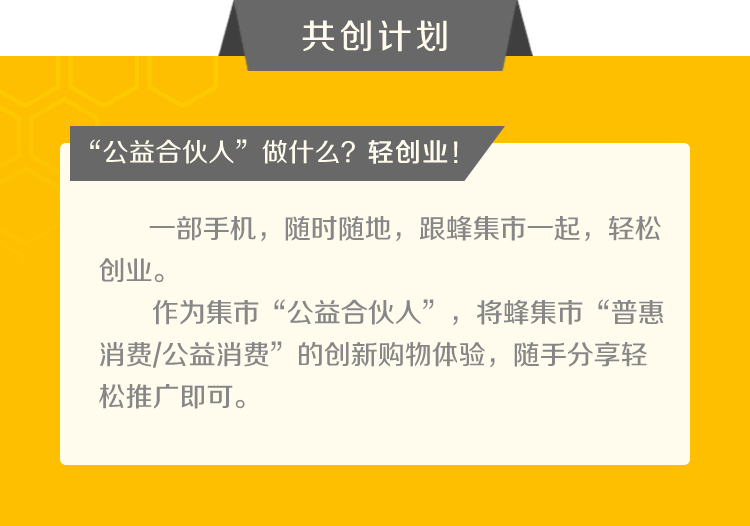 共创计划
“公益合伙人”做什么？轻创业！
一部手机，随时随地，跟蜂集市一起，轻松
创业。
作为集市“公益合伙人”，将蜂集市“普惠
消费/公益消费”的创新购物体验，随手分享轻
松推广即可。